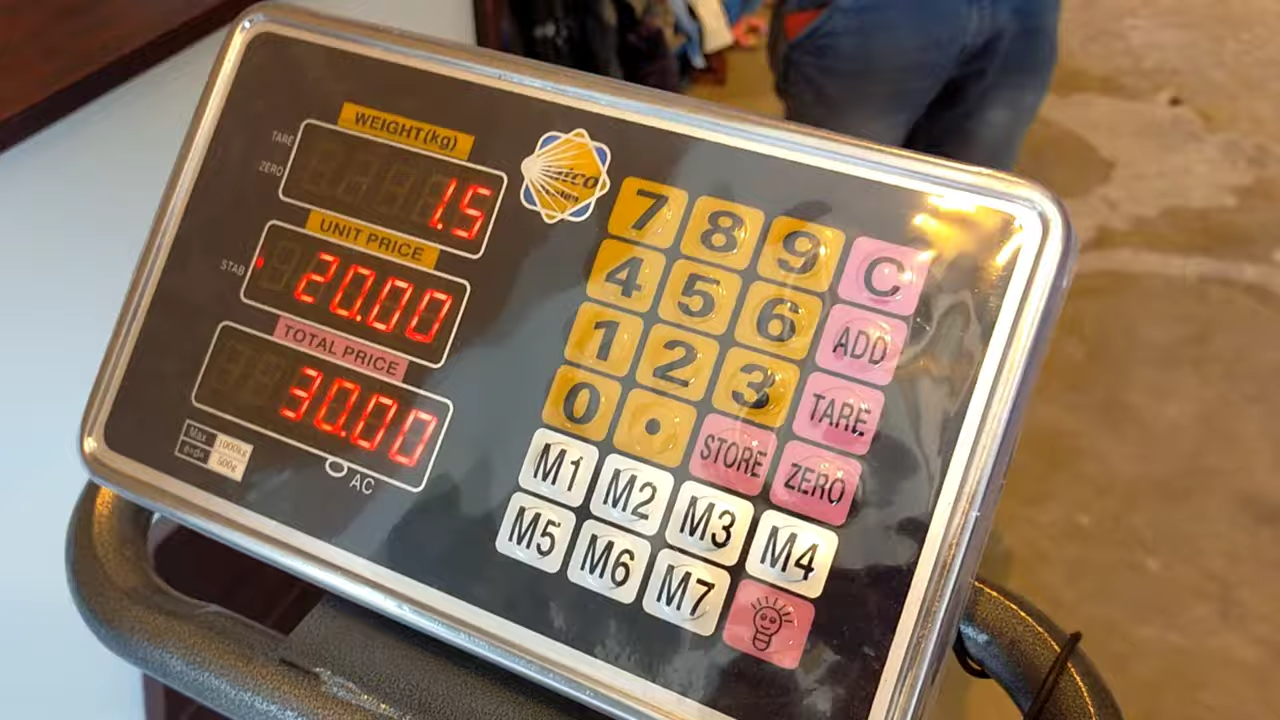 WEIGHT(kg)
TARE
ZERO
1.5
UNIT PRICE
STAB
20.00
TOTAL PRICE
30.00
Max 1000kg
e=d= 500g
AC
7 8 9 C
4 5 6 ADD
1 2 3 TARE
0 . STORE ZERO
M1 M2 M3 M4
M5 M6 M7